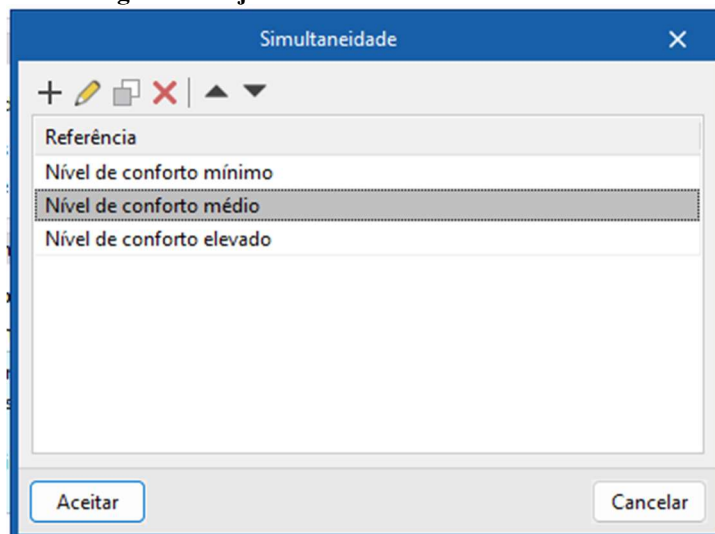 Simultaneidade
Referência
Nível de conforto mínimo
Nível de conforto médio
Nível de conforto elevado
Aceitar
Cancelar